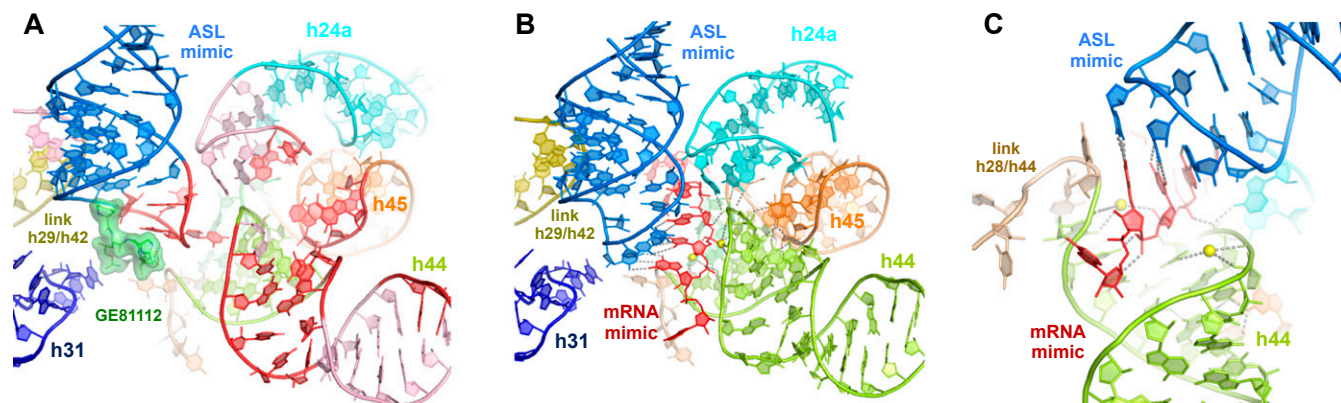 A
ASL
mimic
h24a
h45
link
h29/h42
h44
GE81112
h31
B
ASL
mimic
h24a
link
h29/h42
h45
h44
mRNA
mimic
h31
C
ASL
mimic
link
h28/h44
mRNA
mimic
h44